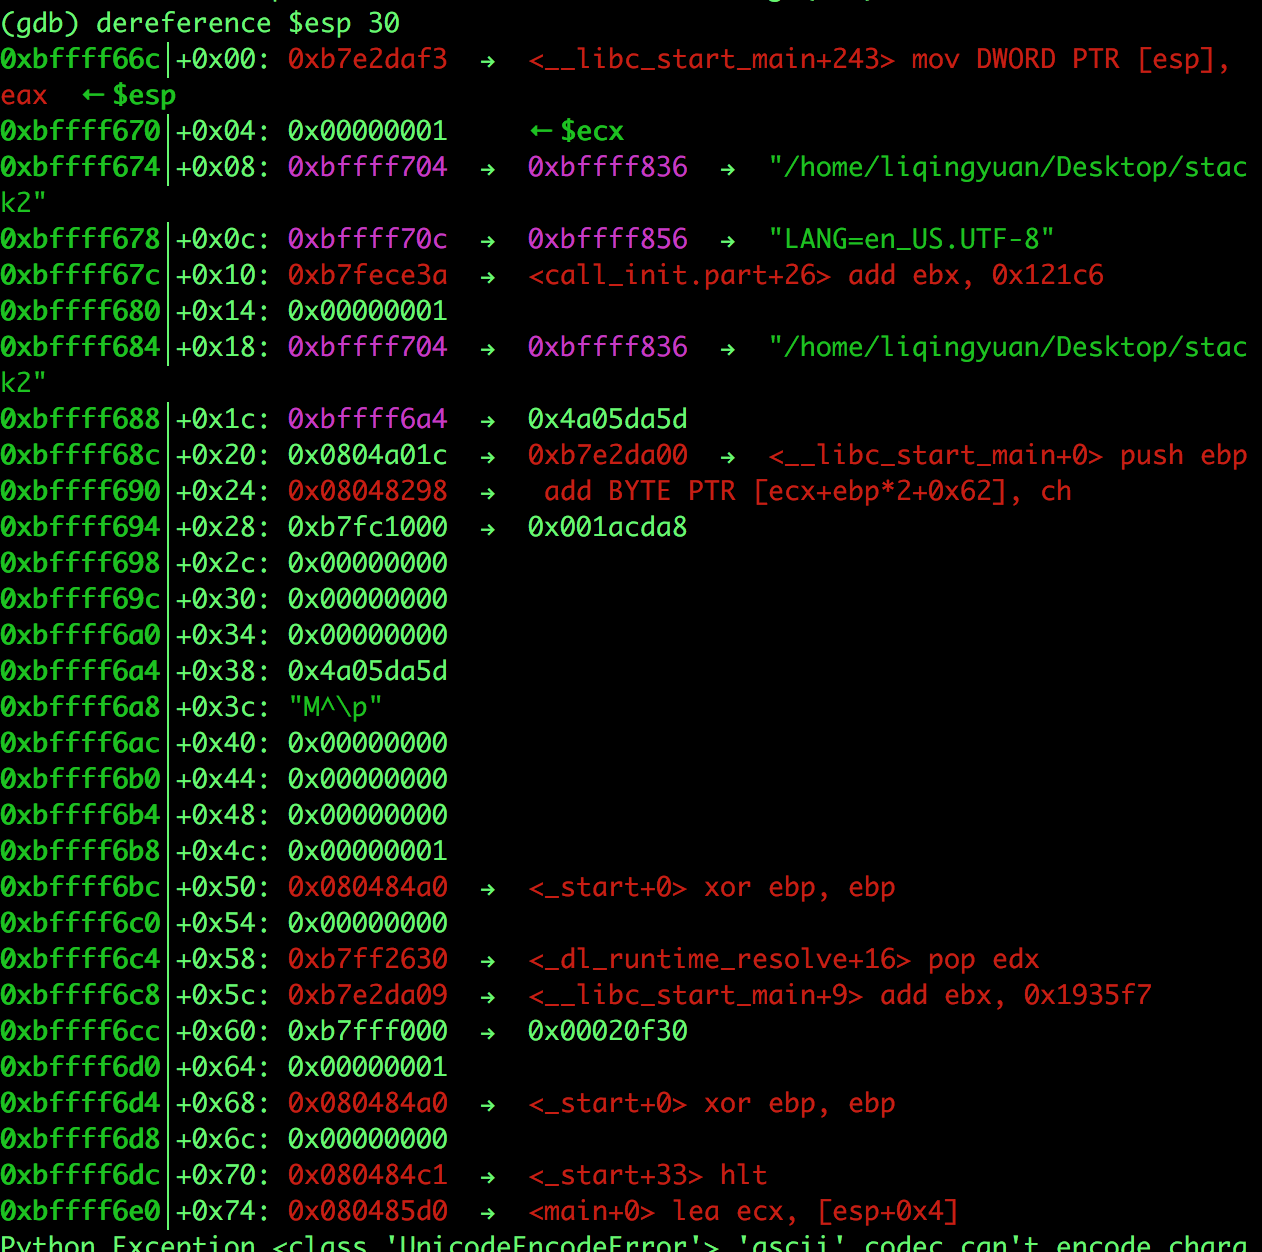 (gdb) dereference $esp 30
0xbffff66c│+0x00: 0xb7e2daf3  →  <__libc_start_main+243> mov DWORD PTR [esp],
eax  ←$esp
0xbffff670│+0x04: 0x00000001     ←$ecx
0xbffff674│+0x08: 0xbffff704  →  0xbffff836  →  "/home/liqingyuan/Desktop/stac
k2"
0xbffff678│+0x0c: 0xbffff70c  →  0xbffff856  →  "LANG=en_US.UTF-8"
0xbffff67c│+0x10: 0xb7fece3a  →  <call_init.part+26> add ebx, 0x121c6
0xbffff680│+0x14: 0x00000001
0xbffff684│+0x18: 0xbffff704  →  0xbffff836  →  "/home/liqingyuan/Desktop/stac
k2"
0xbffff688│+0x1c: 0xbffff6a4  →  0x4a05da5d
0xbffff68c│+0x20: 0x0804a01c  →  0xb7e2da00  →  <__libc_start_main+0> push ebp
0xbffff690│+0x24: 0x08048298  →   add BYTE PTR [ecx+ebp*2+0x62], ch
0xbffff694│+0x28: 0xb7fc1000  →  0x001acda8
0xbffff698│+0x2c: 0x00000000
0xbffff69c│+0x30: 0x00000000
0xbffff6a0│+0x34: 0x00000000
0xbffff6a4│+0x38: 0x4a05da5d
0xbffff6a8│+0x3c: "M^\p"
0xbffff6ac│+0x40: 0x00000000
0xbffff6b0│+0x44: 0x00000000
0xbffff6b4│+0x48: 0x00000000
0xbffff6b8│+0x4c: 0x00000001
0xbffff6bc│+0x50: 0x080484a0  →  <_start+0> xor ebp, ebp
0xbffff6c0│+0x54: 0x00000000
0xbffff6c4│+0x58: 0xb7ff2630  →  <_dl_runtime_resolve+16> pop edx
0xbffff6c8│+0x5c: 0xb7e2da09  →  <__libc_start_main+9> add ebx, 0x1935f7
0xbffff6cc│+0x60: 0xb7fff000  →  0x00020f30
0xbffff6d0│+0x64: 0x00000001
0xbffff6d4│+0x68: 0x080484a0  →  <_start+0> xor ebp, ebp
0xbffff6d8│+0x6c: 0x00000000
0xbffff6dc│+0x70: 0x080484c1  →  <_start+33> hlt
0xbffff6e0│+0x74: 0x080485d0  →  <main+0> lea ecx, [esp+0x4]
Python Exception <class 'UnicodeEncodeError'> 'ascii' codec can't encode chara